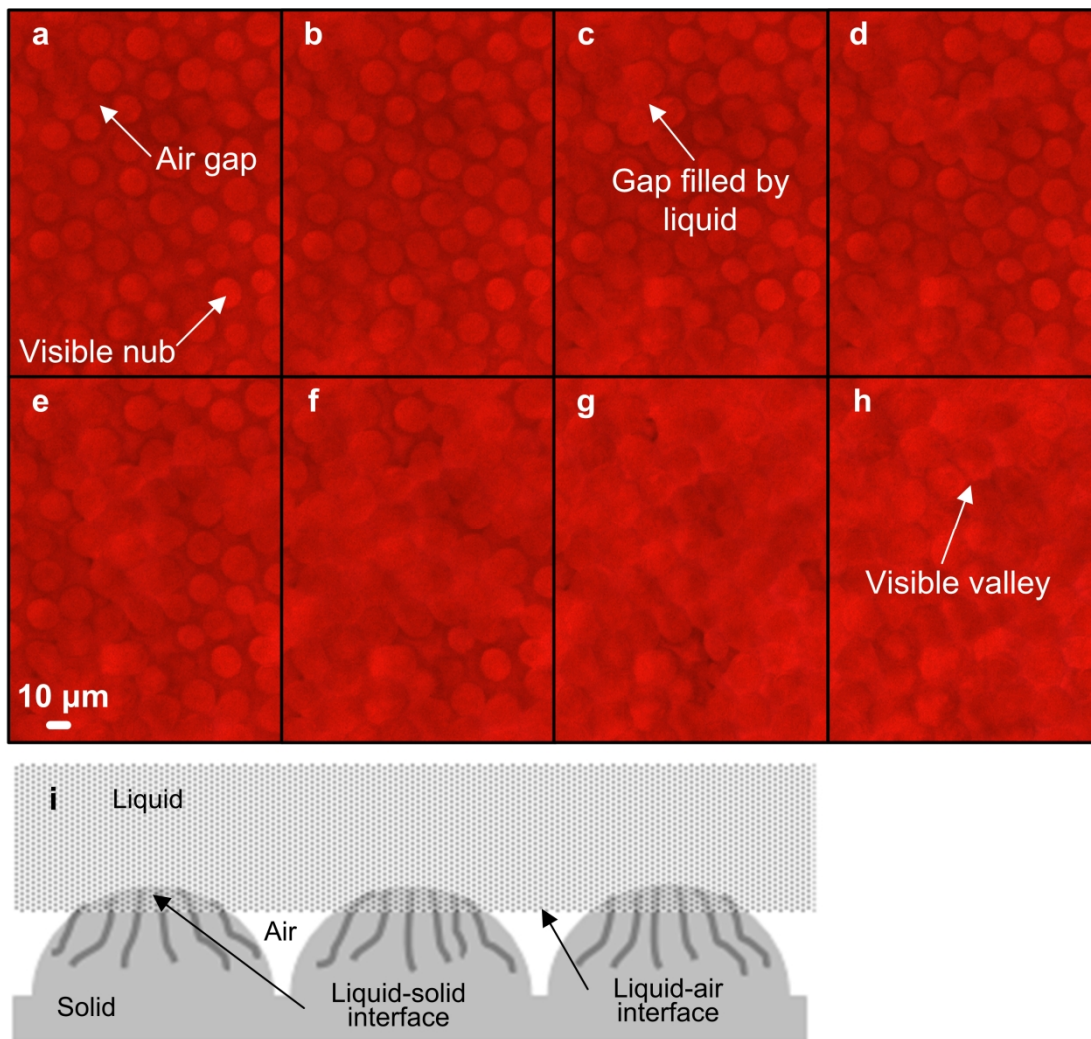 a
b
c
d
Air gap
Gap filled by
liquid
Visible nub
e
f
g
h
Visible valley
10 µm
i
Liquid
Air
Solid
Liquid-solid
interface
Liquid-air
interface